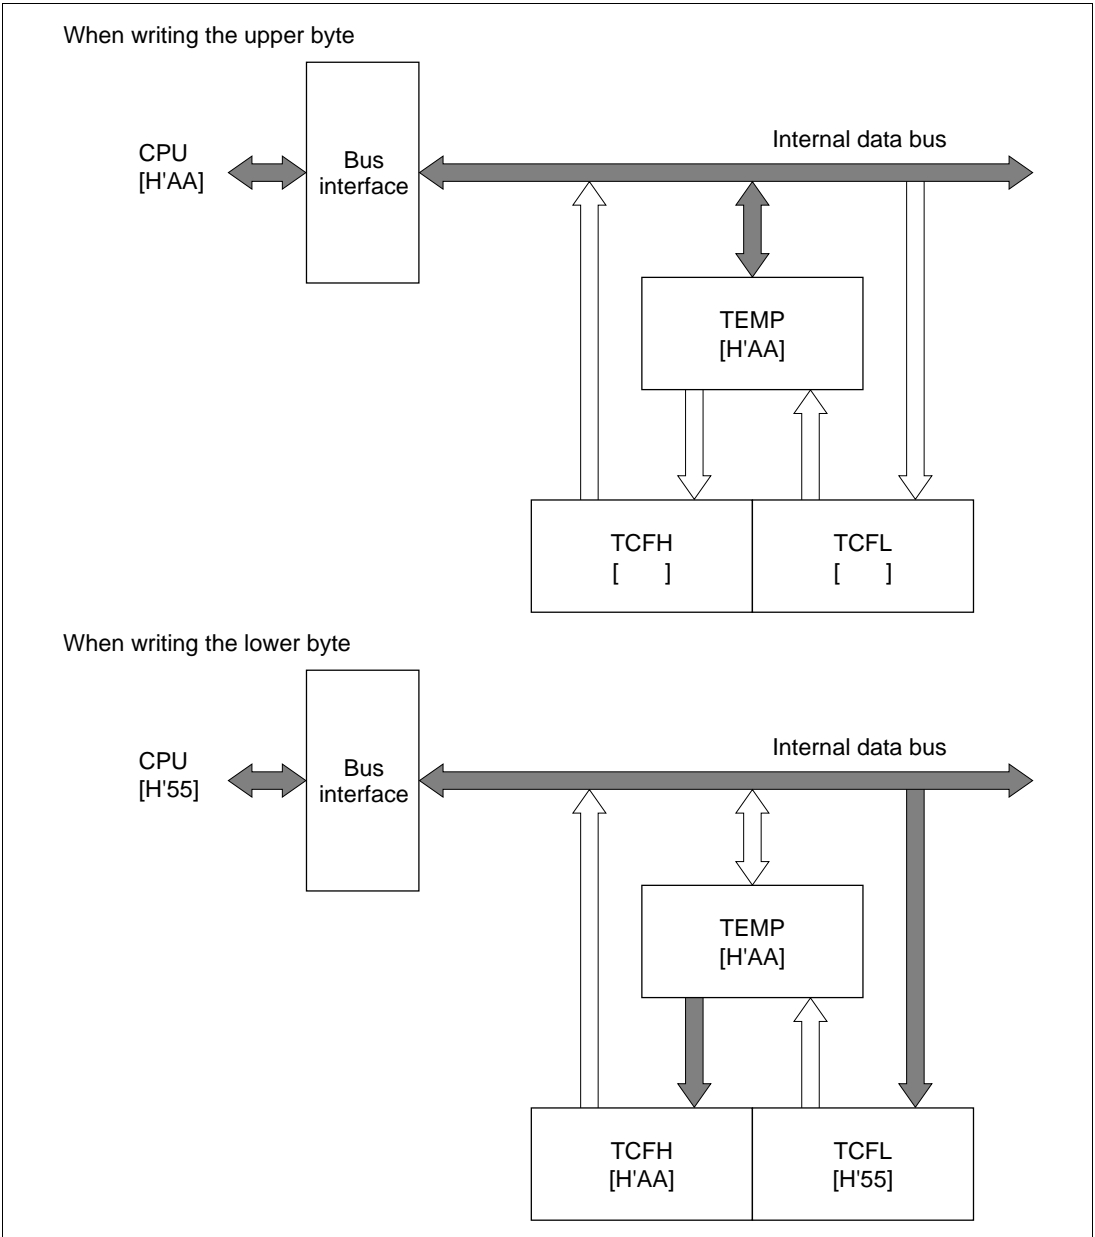 When writing the upper byte
Internal data bus
CPU
[H'AA]
Bus
interface
TEMP
[H'AA]
TCFH
[ ]
TCFL
[ ]
When writing the lower byte
Internal data bus
CPU
[H'55]
Bus
interface
TEMP
[H'AA]
TCFH
[H'AA]
TCFL
[H'55]